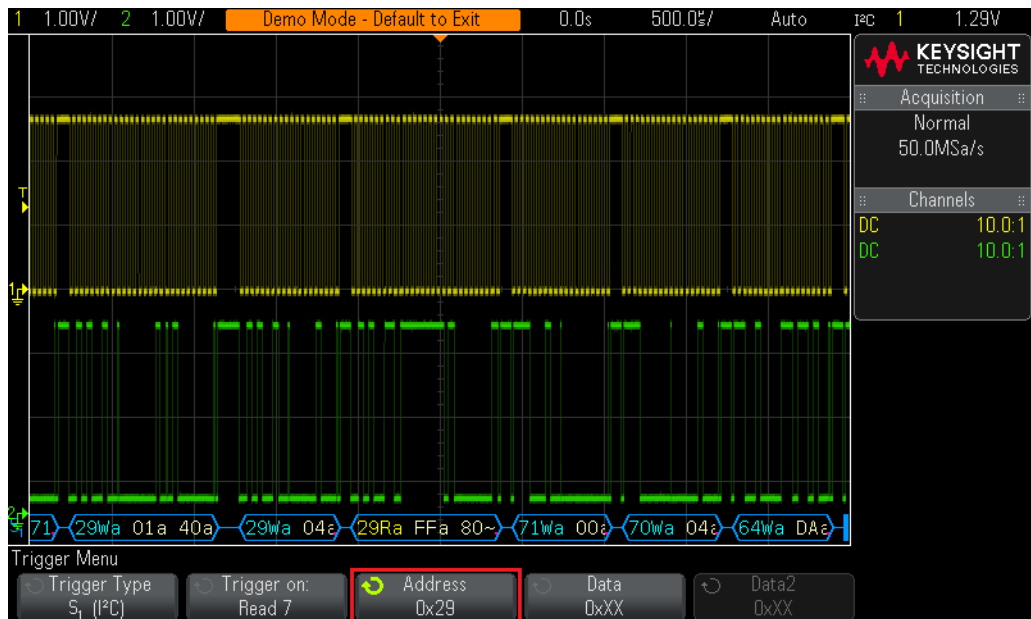 1 1.00V/ 2 1.00V/ Demo Mode - Default to Exit 0.0s 500.0µs/ Auto I²C 1 1.29V
KEYSIGHT
TECHNOLOGIES
Acquisition
Normal
50.0MSa/s
Channels
DC 10.0:1
DC 10.0:1
T
1
2
S1 71 29Wa 01a 40a 29Wa 04a 29Ra FFa 80~ 71Wa 00a 70Wa 04a 64Wa DAa
Trigger Menu
Trigger Type Trigger on: Address Data Data2
S1 (I²C) Read 7 0x29 0xXX 0xXX